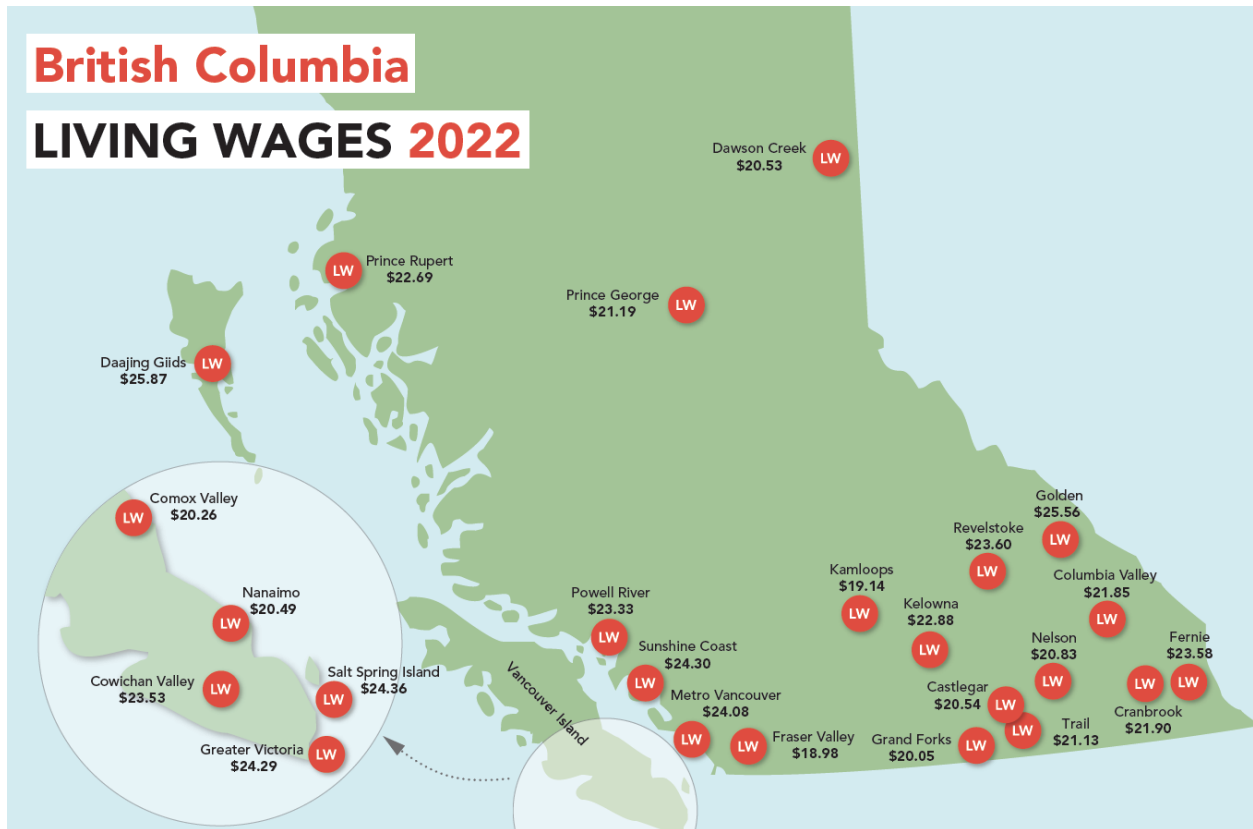 British Columbia
LIVING WAGES 2022
Dawson Creek
$20.53
LW
Prince Rupert
$22.69
LW
Prince George
$21.19
LW
Daajing Giids
$25.87
LW
Comox Valley
$20.26
LW
Nanaimo
$20.49
LW
Cowichan Valley
$23.53
LW
Salt Spring Island
$24.36
LW
Greater Victoria
$24.29
LW
Vancouver Island
Powell River
$23.33
LW
Sunshine Coast
$24.30
LW
Metro Vancouver
$24.08
LW
Fraser Valley
$18.98
LW
Kamloops
$19.14
LW
Kelowna
$22.88
LW
Revelstoke
$23.60
LW
Golden
$25.56
LW
Columbia Valley
$21.85
LW
Nelson
$20.83
LW
Fernie
$23.58
LW
Castlegar
$20.54
LW
Cranbrook
$21.90
LW
Trail
$21.13
LW
Grand Forks
$20.05
LW